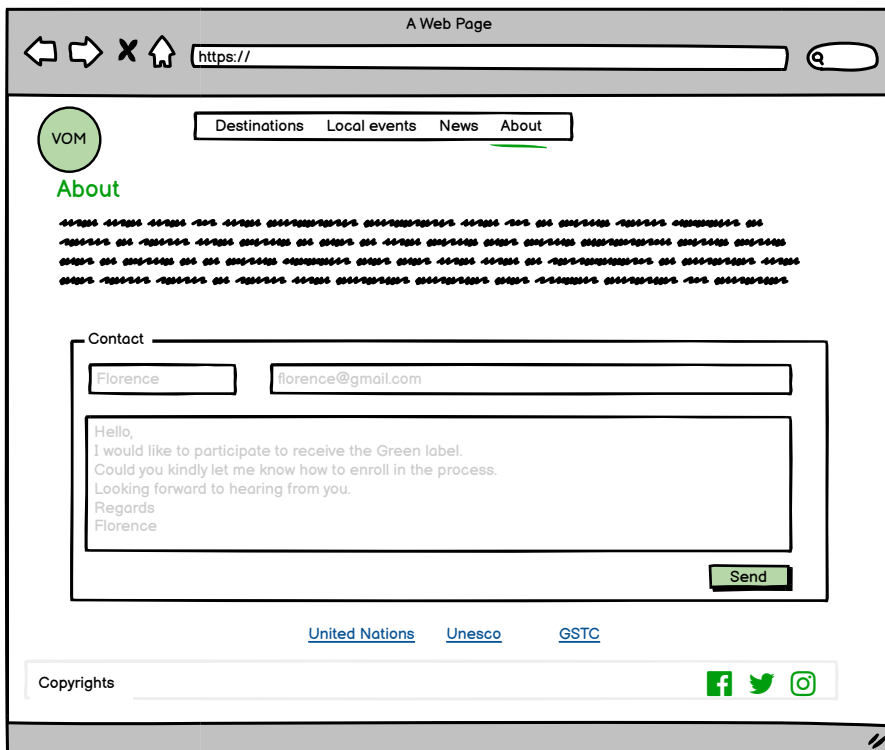 A Web Page
https://
VOM
Destinations Local events News About
About
Contact
Florence
florence@gmail.com
Hello,
I would like to participate to receive the Green label.
Could you kindly let me know how to enroll in the process.
Looking forward to hearing from you.
Regards
Florence
Send
United Nations Unesco GSTC
Copyrights